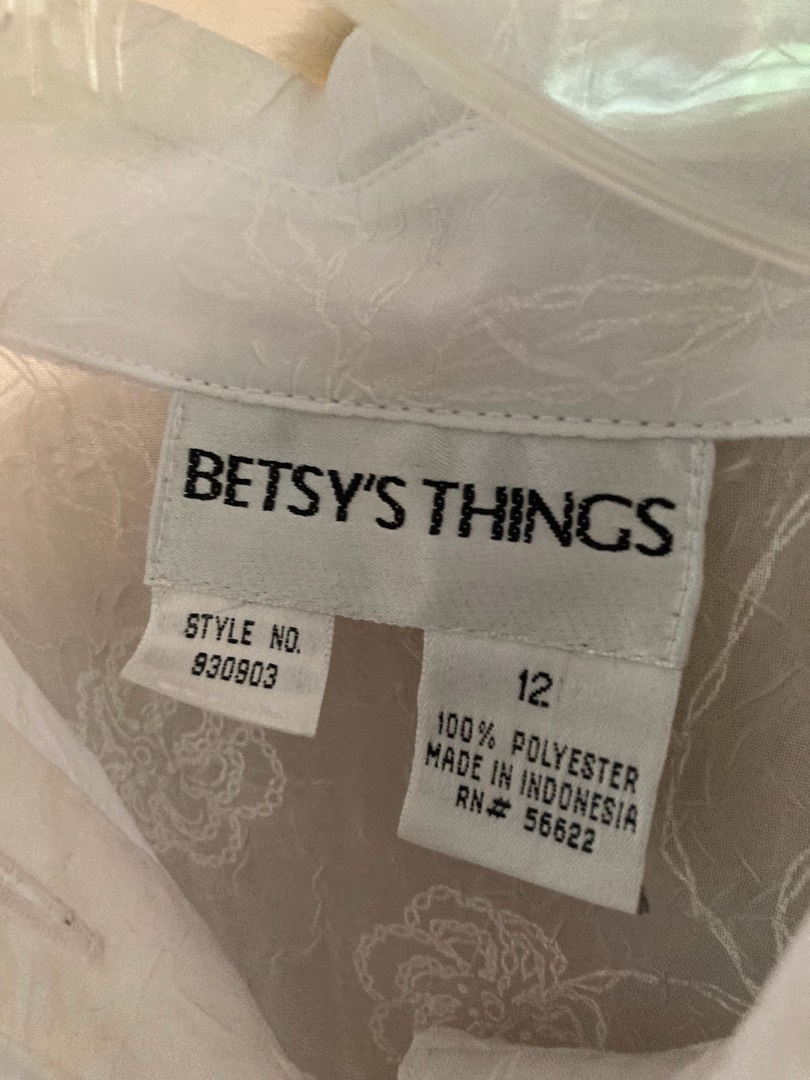 BETSY'S THINGS
STYLE NO.
930903
12
100% POLYESTER
MADE IN INDONESIA
RN# 56622